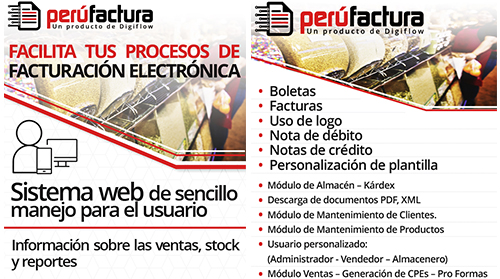 perúfactura
Un producto de Digiflow
FACILITA TUS PROCESOS DE
FACTURACIÓN ELECTRÓNICA
Sistema web de sencillo
manejo para el usuario
Información sobre las ventas, stock
y reportes
perúfactura
Un producto de Digiflow
• Boletas
• Facturas
• Uso de logo
• Nota de débito
• Notas de crédito
• Personalización de plantilla
• Módulo de Almacén – Kárdex
• Descarga de documentos PDF, XML
• Módulo de Mantenimiento de Clientes.
• Módulo de Mantenimiento de Productos
• Usuario personalizado:
(Administrador - Vendedor – Almacenero)
• Módulo Ventas – Generación de CPEs – Pro Formas